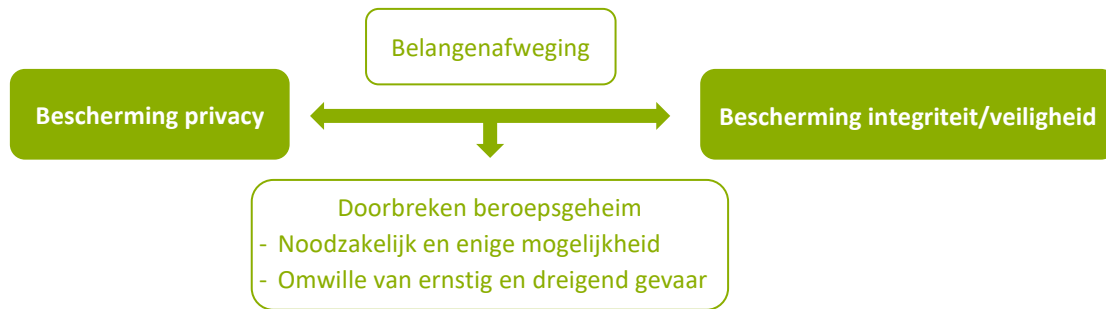 Belangenafweging
Bescherming privacy
Bescherming integriteit/veiligheid
Doorbreken beroepsgeheim
- Noodzakelijk en enige mogelijkheid
- Omwille van ernstig en dreigend gevaar